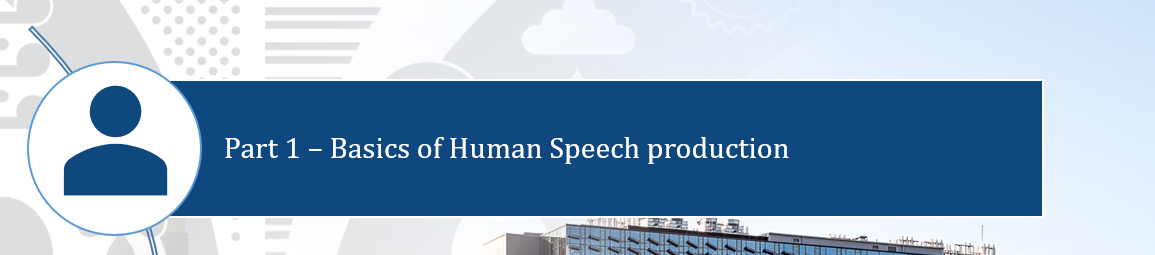 Part 1 – Basics of Human Speech production